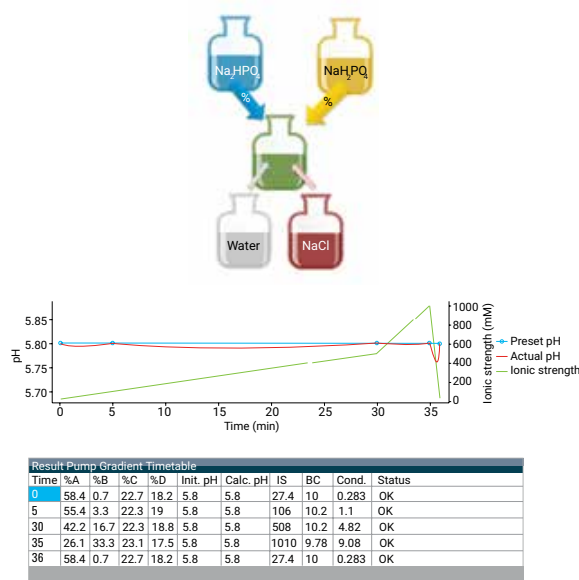 Na2HPO4
NaH2PO4
%
%
Water
NaCl
5.85
5.80
5.75
5.70
pH
0
5
10
15
20
25
30
35
Time (min)
1000
800
600
400
200
0
Ionic strength (mM)
Preset pH
Actual pH
Ionic strength
Result Pump Gradient Timetable
Time %A %B %C %D Init. pH Calc. pH IS BC Cond. Status
0 58.4 0.7 22.7 18.2 5.8 5.8 27.4 10 0.283 OK
5 55.4 3.3 22.3 19 5.8 5.8 106 10.2 1.1 OK
30 42.2 16.7 22.3 18.8 5.8 5.8 508 10.2 4.82 OK
35 26.1 33.3 23.1 17.5 5.8 5.8 1010 9.78 9.08 OK
36 58.4 0.7 22.7 18.2 5.8 5.8 27.4 10 0.283 OK